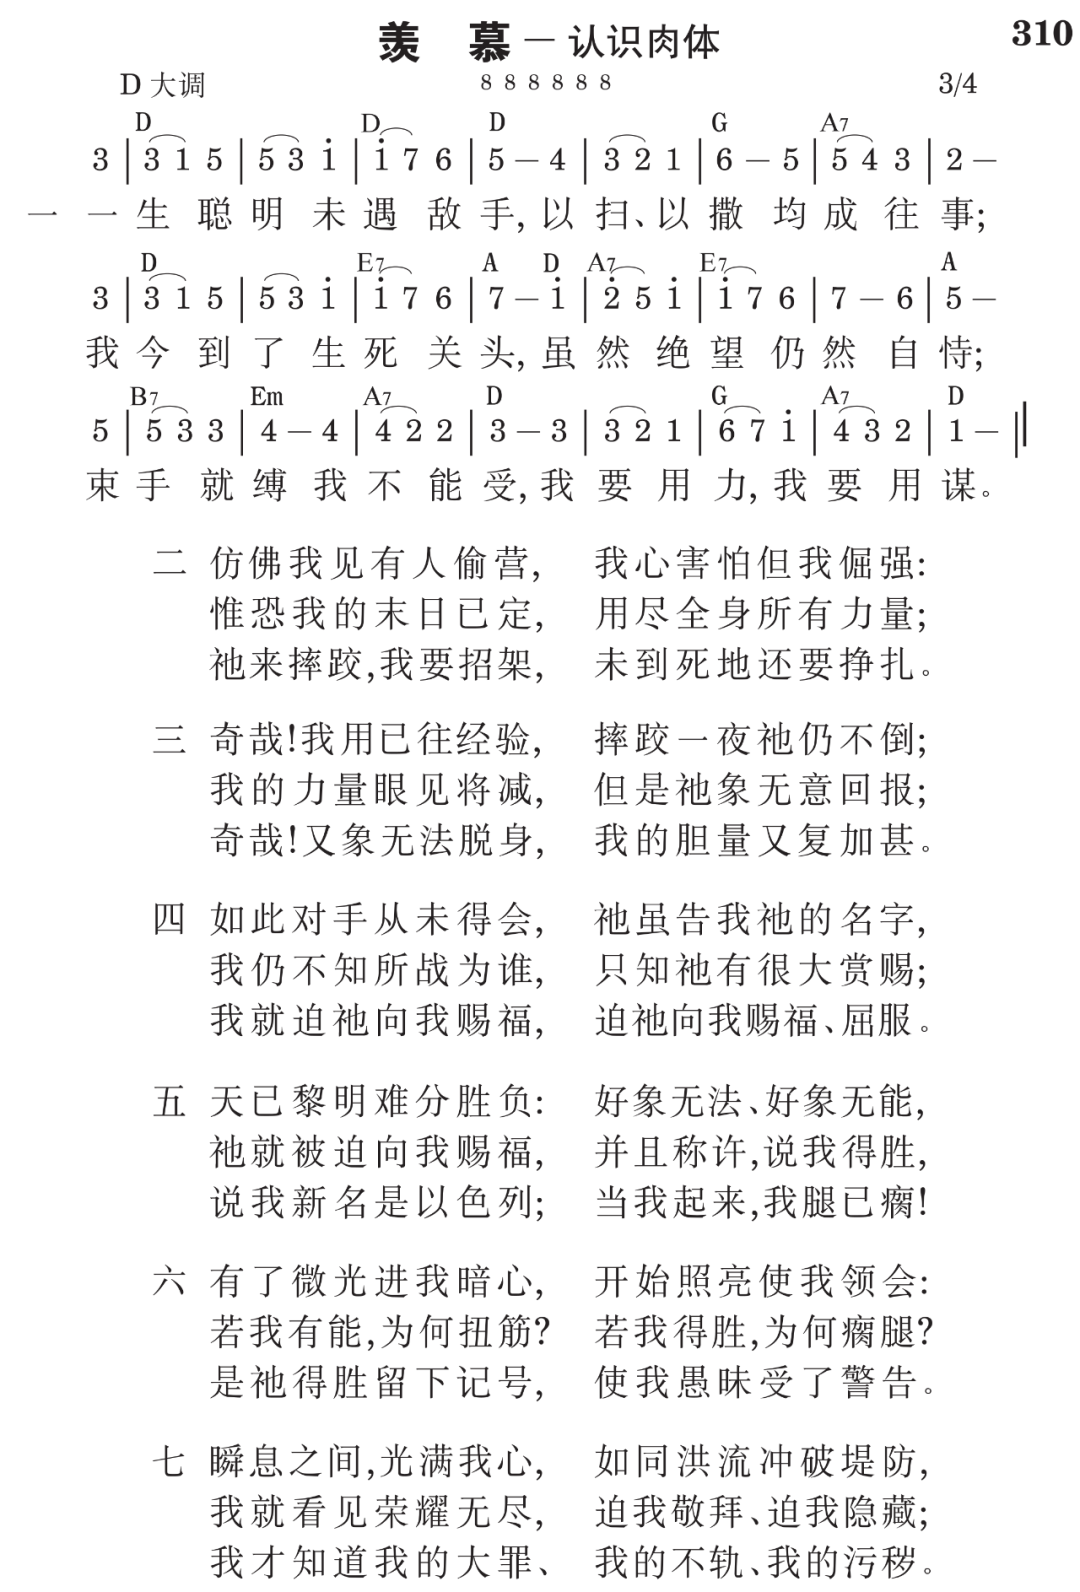 羡 慕 — 认识肉体 310
D 大调 8 8 8 8 8 8 3/4
D D D G A7
3 | 3 1 5 | 5 3 i | i 7 6 | 5 – 4 | 3 2 1 | 6 – 5 | 5 4 3 | 2 –
一 一 生 聪 明 未 遇 敌 手, 以 扫、以 撒 均 成 往 事;
D E7 A D A7 E7 A
3 | 3 1 5 | 5 3 i | i 7 6 | 7 – i | 2̇ 5 i | i 7 6 | 7 – 6 | 5 –
我 今 到 了 生 死 关 头, 虽 然 绝 望 仍 然 自 恃;
B7 Em A7 D G A7 D
5 | 5 3 3 | 4 – 4 | 4 2 2 | 3 – 3 | 3 2 1 | 6 7 i | 4 3 2 | 1 – ‖
束 手 就 缚 我 不 能 受, 我 要 用 力, 我 要 用 谋。
二 仿佛我见有人偷营, 我心害怕但我倔强:
惟恐我的末日已定, 用尽全身所有力量;
祂来摔跤,我要招架, 未到死地还要挣扎。
三 奇哉!我用已往经验, 摔跤一夜祂仍不倒;
我的力量眼见将减, 但是祂象无意回报;
奇哉!又象无法脱身, 我的胆量又复加甚。
四 如此对手从未得会, 祂虽告我祂的名字,
我仍不知所战为谁, 只知祂有很大赏赐;
我就迫祂向我赐福, 迫祂向我赐福、屈服。
五 天已黎明难分胜负: 好象无法、好象无能,
祂就被迫向我赐福, 并且称许,说我得胜,
说我新名是以色列; 当我起来,我腿已瘸!
六 有了微光进我暗心, 开始照亮使我领会:
若我有能,为何扭筋? 若我得胜,为何瘸腿?
是祂得胜留下记号, 使我愚昧受了警告。
七 瞬息之间,光满我心, 如同洪流冲破堤防,
我就看见荣耀无尽, 迫我敬拜、迫我隐藏;
我才知道我的大罪、 我的不轨、我的污秽。